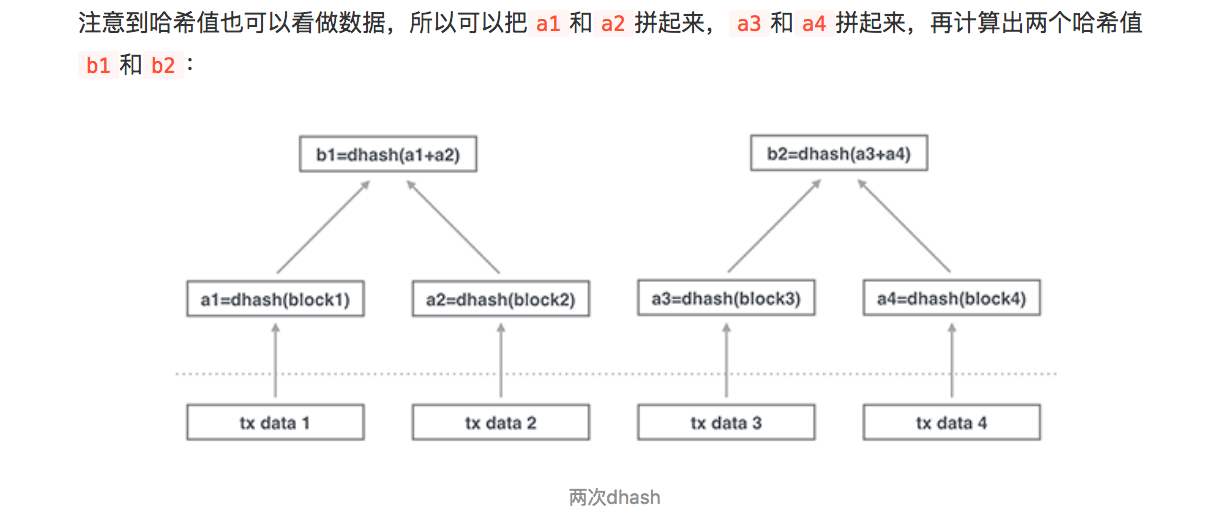 注意到哈希值也可以看做数据，所以可以把 a1 和 a2 拼起来，a3 和 a4 拼起来，再计算出两个哈希值
b1 和 b2：
b1=dhash(a1+a2) b2=dhash(a3+a4)
a1=dhash(block1) a2=dhash(block2) a3=dhash(block3) a4=dhash(block4)
tx data 1 tx data 2 tx data 3 tx data 4
两次dhash